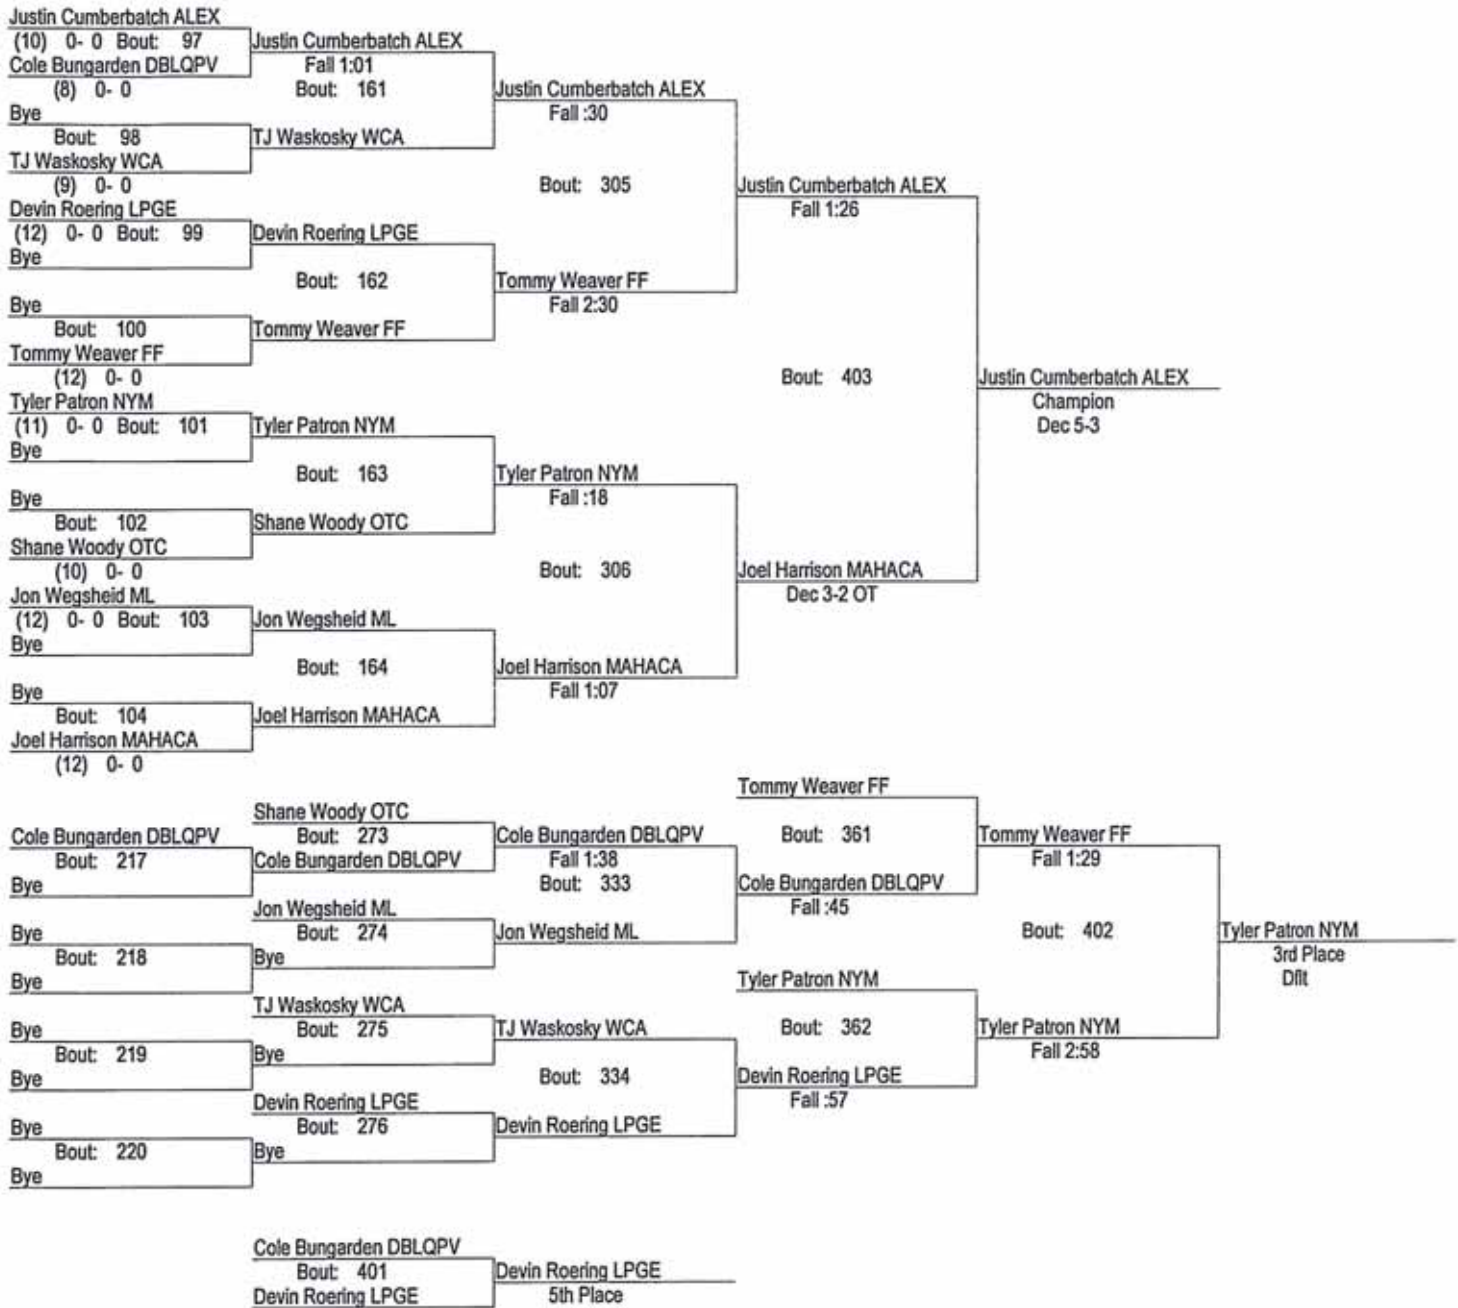 Justin Cumberbatch ALEX
(10) 0- 0 Bout: 97
Cole Bungarden DBLQPV
(8) 0- 0
Bye
Bout: 98
TJ Waskosky WCA
(9) 0- 0
Devin Roering LPGE
(12) 0- 0 Bout: 99
Bye
Bye
Bout: 100
Tommy Weaver FF
(12) 0- 0
Tyler Patron NYM
(11) 0- 0 Bout: 101
Bye
Bye
Bout: 102
Shane Woody OTC
(10) 0- 0
Jon Wegsheid ML
(12) 0- 0 Bout: 103
Bye
Bye
Bout: 104
Joel Harrison MAHACA
(12) 0- 0
Justin Cumberbatch ALEX
Fall 1:01
Bout: 161
TJ Waskosky WCA
Devin Roering LPGE
Bout: 162
Tommy Weaver FF
Tyler Patron NYM
Bout: 163
Shane Woody OTC
Jon Wegsheid ML
Bout: 164
Joel Harrison MAHACA
Justin Cumberbatch ALEX
Fall :30
Bout: 305
Tommy Weaver FF
Fall 2:30
Tyler Patron NYM
Fall :18
Bout: 306
Joel Harrison MAHACA
Fall 1:07
Justin Cumberbatch ALEX
Fall 1:26
Bout: 403
Joel Harrison MAHACA
Dec 3-2 OT
Justin Cumberbatch ALEX
Champion
Dec 5-3
Cole Bungarden DBLQPV
Bout: 217
Bye
Bye
Bout: 218
Bye
Bye
Bout: 219
Bye
Bye
Bout: 220
Bye
Shane Woody OTC
Bout: 273
Cole Bungarden DBLQPV
Jon Wegsheid ML
Bout: 274
Bye
TJ Waskosky WCA
Bout: 275
Bye
Devin Roering LPGE
Bout: 276
Bye
Cole Bungarden DBLQPV
Fall 1:38
Bout: 333
Jon Wegsheid ML
TJ Waskosky WCA
Bout: 334
Devin Roering LPGE
Tommy Weaver FF
Bout: 361
Cole Bungarden DBLQPV
Fall :45
Tyler Patron NYM
Bout: 362
Devin Roering LPGE
Fall :57
Tommy Weaver FF
Fall 1:29
Bout: 402
Tyler Patron NYM
Fall 2:58
Tyler Patron NYM
3rd Place
Dflt
Cole Bungarden DBLQPV
Bout: 401
Devin Roering LPGE
Devin Roering LPGE
5th Place